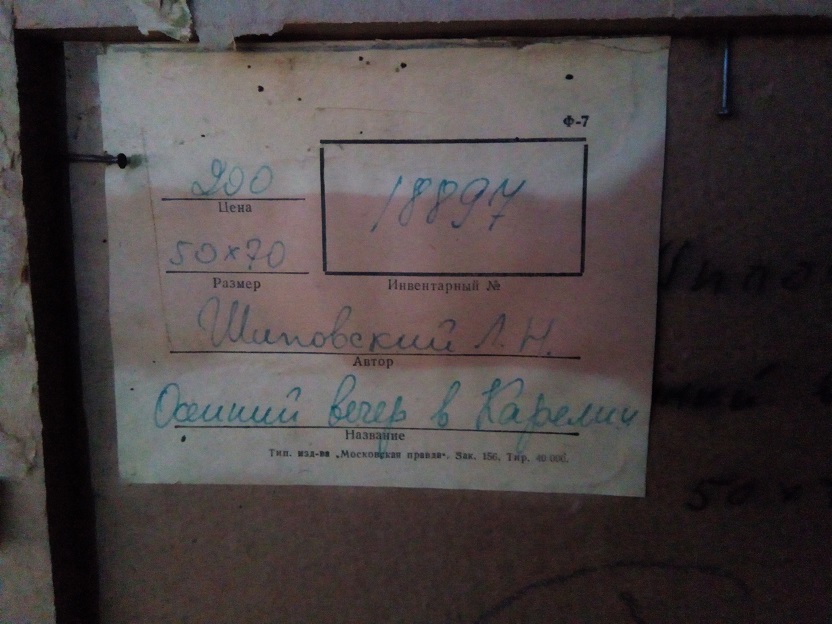 Ф-7
200
Цена
18897
50×70
Размер
Инвентарный №
Шиповский Л. Н.
Автор
Осенний вечер в Карелии
Название
Тип. изд-ва „Московская правда". Зак. 156. Тир. 40 000.
50 ×